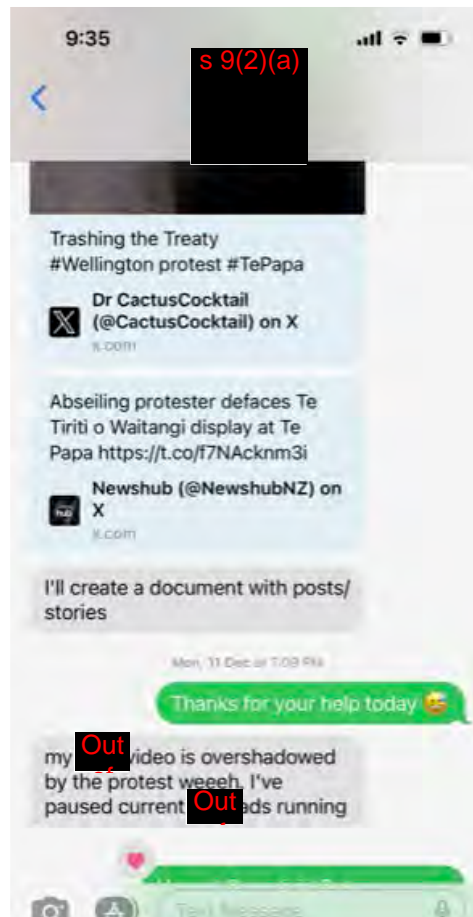 9:35
s 9(2)(a)
Trashing the Treaty
#Wellington protest #TePapa
Dr CactusCocktail
(@CactusCocktail) on X
x.com
Abseiling protester defaces Te
Tiriti o Waitangi display at Te
Papa https://t.co/f7NAcknm3i
Newshub (@NewshubNZ) on
X
x.com
I'll create a document with posts/
stories
Mon, 11 Dec at 7:09 PM
Thanks for your help today 😅
my Out video is overshadowed
by the protest weeeh. I've
paused current Out ads running
Text Message